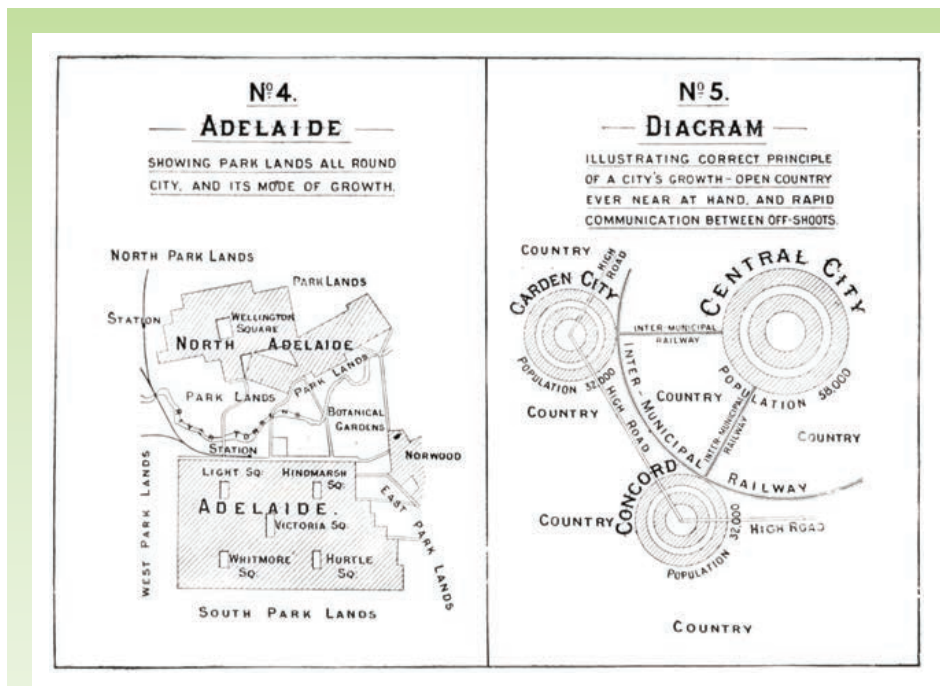 Nº 4.
ADELAIDE
SHOWING PARK LANDS ALL ROUND
CITY, AND ITS MODE OF GROWTH.
NORTH PARK LANDS
PARK LANDS
STATION
WELLINGTON
SQUARE
NORTH ADELAIDE
PARK LANDS
PARK LANDS
RIVER TORRENS
BOTANICAL
GARDENS
STATION
NORWOOD
LIGHT SQ:
HINDMARSH
SQ:
ADELAIDE.
VICTORIA SQ:
WHITMORE
SQ:
HURTLE
SQ:
WEST PARK LANDS
EAST PARK LANDS
SOUTH PARK LANDS
Nº 5.
DIAGRAM
ILLUSTRATING CORRECT PRINCIPLE
OF A CITY'S GROWTH – OPEN COUNTRY
EVER NEAR AT HAND, AND RAPID
COMMUNICATION BETWEEN OFF-SHOOTS.
COUNTRY
HIGH
ROAD
GARDEN CITY
POPULATION 32,000
CENTRAL CITY
POPULATION 58,000
INTER-MUNICIPAL
RAILWAY
INTER-MUNICIPAL RAILWAY
COUNTRY
COUNTRY
COUNTRY
HIGH ROAD
INTER-MUNICIPAL
RAILWAY
CONCORD
POPULATION 32,000
COUNTRY
HIGH ROAD
COUNTRY